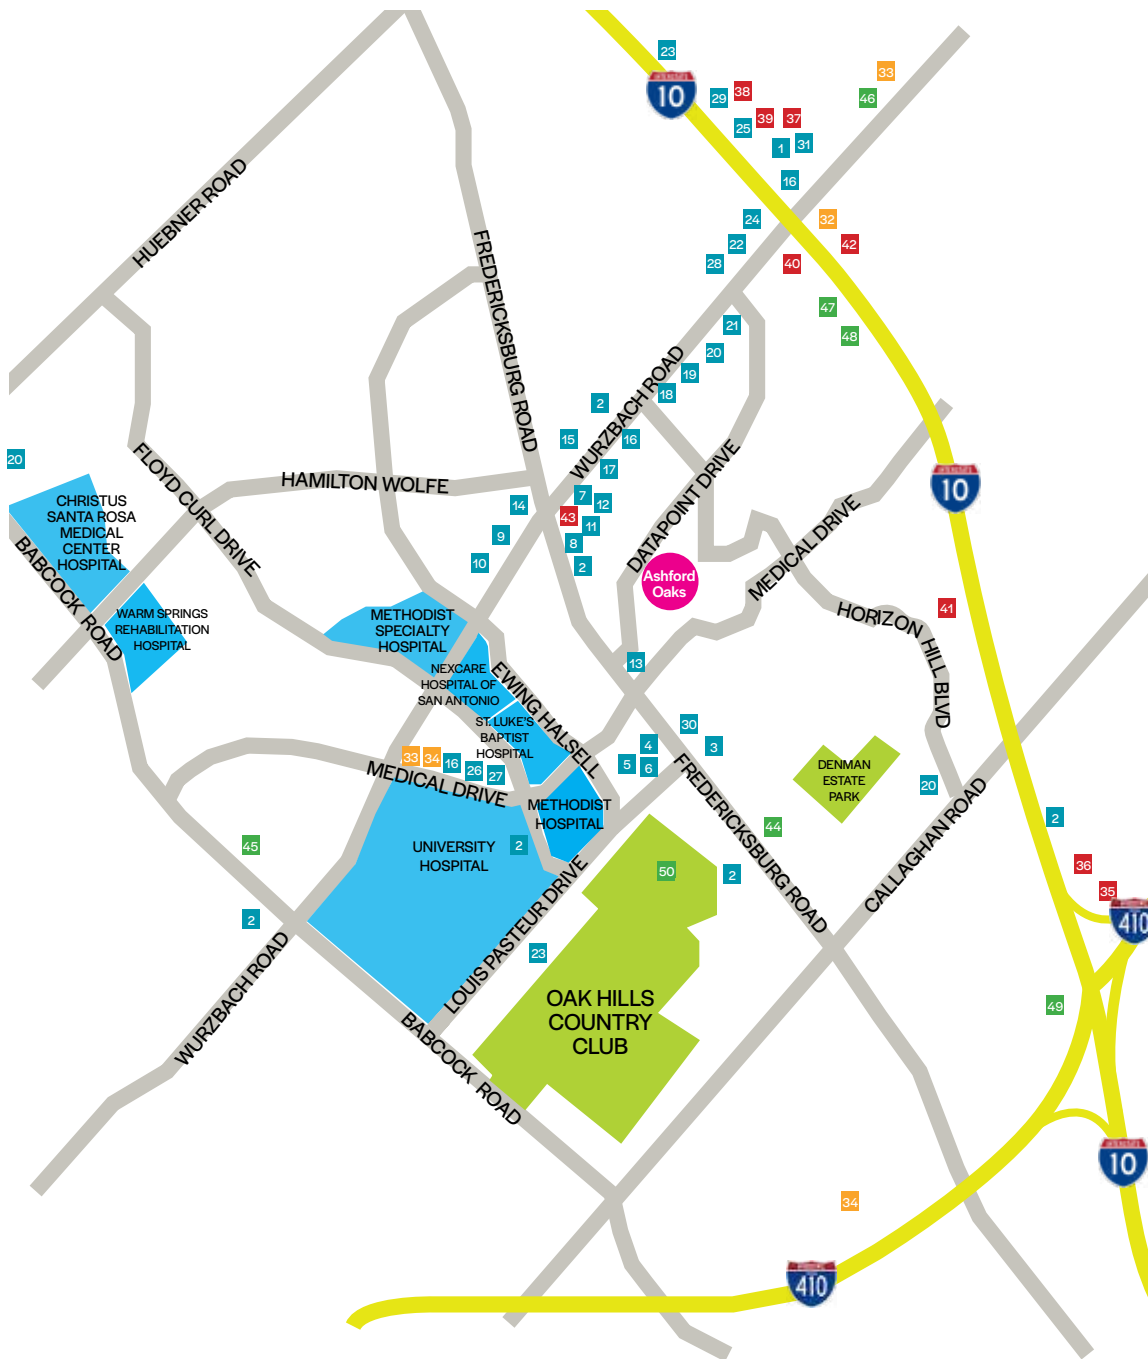 23
33
INTERSTATE
10
29
38
46
39
37
25
1
31
16
24
32
22
42
28
40
HUEBNER ROAD
FREDERICKSBURG ROAD
47
48
21
20
19
18
WURZBACH ROAD
2
15
16
17
20
FLOYD CURL DRIVE
HAMILTON WOLFE
DATAPOINT DRIVE
10
7
12
14
43
11
9
8
10
2
CHRISTUS
SANTA ROSA
MEDICAL
CENTER
HOSPITAL
BABCOCK ROAD
MEDICAL DRIVE
Ashford
Oaks
WARM SPRINGS
REHABILITATION
HOSPITAL
METHODIST
SPECIALTY
HOSPITAL
HORIZON HILL BLVD
41
NEXCARE
HOSPITAL OF
SAN ANTONIO
EWING HALSELL
13
ST. LUKE'S
BAPTIST
HOSPITAL
30
3
4
5
6
33
34
16
26
27
MEDICAL DRIVE
FREDERICKSBURG ROAD
DENMAN
ESTATE
PARK
20
CALLAGHAN ROAD
METHODIST
HOSPITAL
2
44
45
UNIVERSITY
HOSPITAL
2
50
2
36
35
410
2
LOUIS PASTEUR DRIVE
23
WURZBACH ROAD
OAK HILLS
COUNTRY
CLUB
49
BABCOCK ROAD
10
34
410